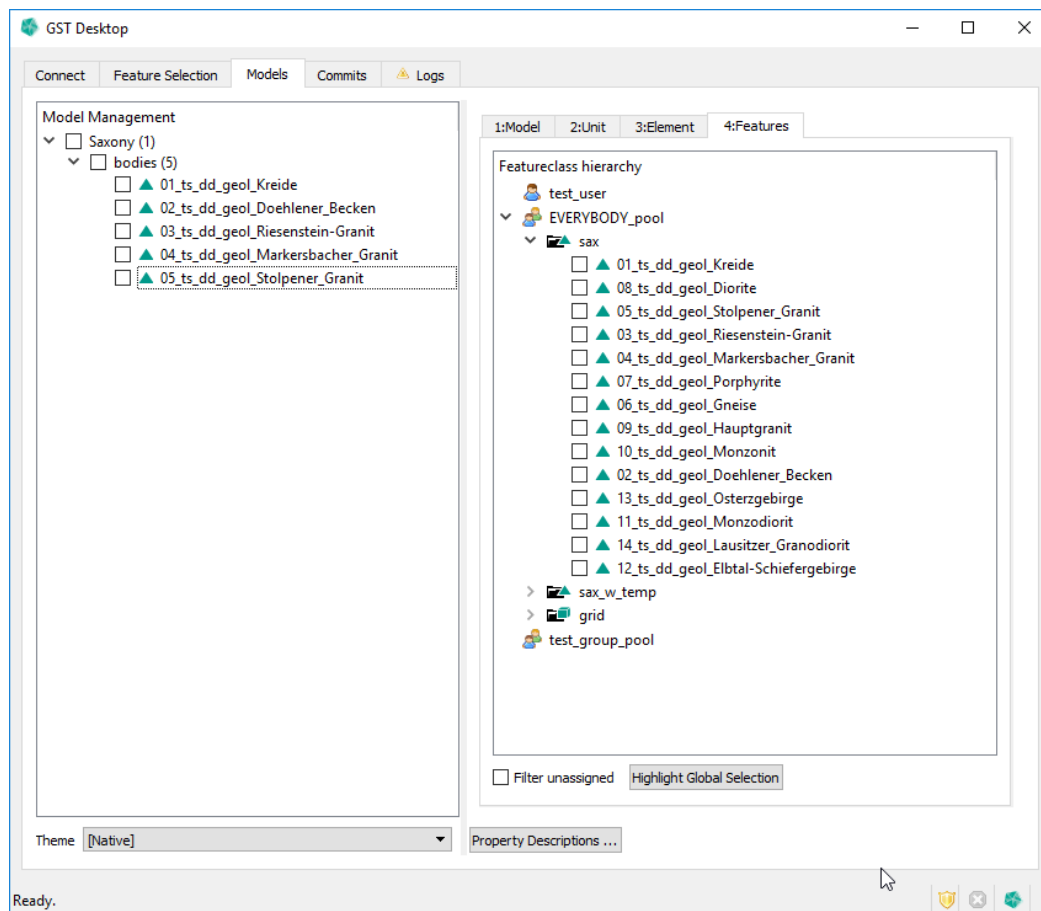 GST Desktop
Connect
Feature Selection
Models
Commits
Logs
Model Management
Saxony (1)
bodies (5)
01_ts_dd_geol_Kreide
02_ts_dd_geol_Doehlener_Becken
03_ts_dd_geol_Riesenstein-Granit
04_ts_dd_geol_Markersbacher_Granit
05_ts_dd_geol_Stolpener_Granit
Theme
[Native]
1:Model
2:Unit
3:Element
4:Features
Featureclass hierarchy
test_user
EVERYBODY_pool
sax
01_ts_dd_geol_Kreide
08_ts_dd_geol_Diorite
05_ts_dd_geol_Stolpener_Granit
03_ts_dd_geol_Riesenstein-Granit
04_ts_dd_geol_Markersbacher_Granit
07_ts_dd_geol_Porphyrite
06_ts_dd_geol_Gneise
09_ts_dd_geol_Hauptgranit
10_ts_dd_geol_Monzonit
02_ts_dd_geol_Doehlener_Becken
13_ts_dd_geol_Osterzgebirge
11_ts_dd_geol_Monzodiorit
14_ts_dd_geol_Lausitzer_Granodiorit
12_ts_dd_geol_Elbtal-Schiefergebirge
sax_w_temp
grid
test_group_pool
Filter unassigned
Highlight Global Selection
Property Descriptions ...
Ready.